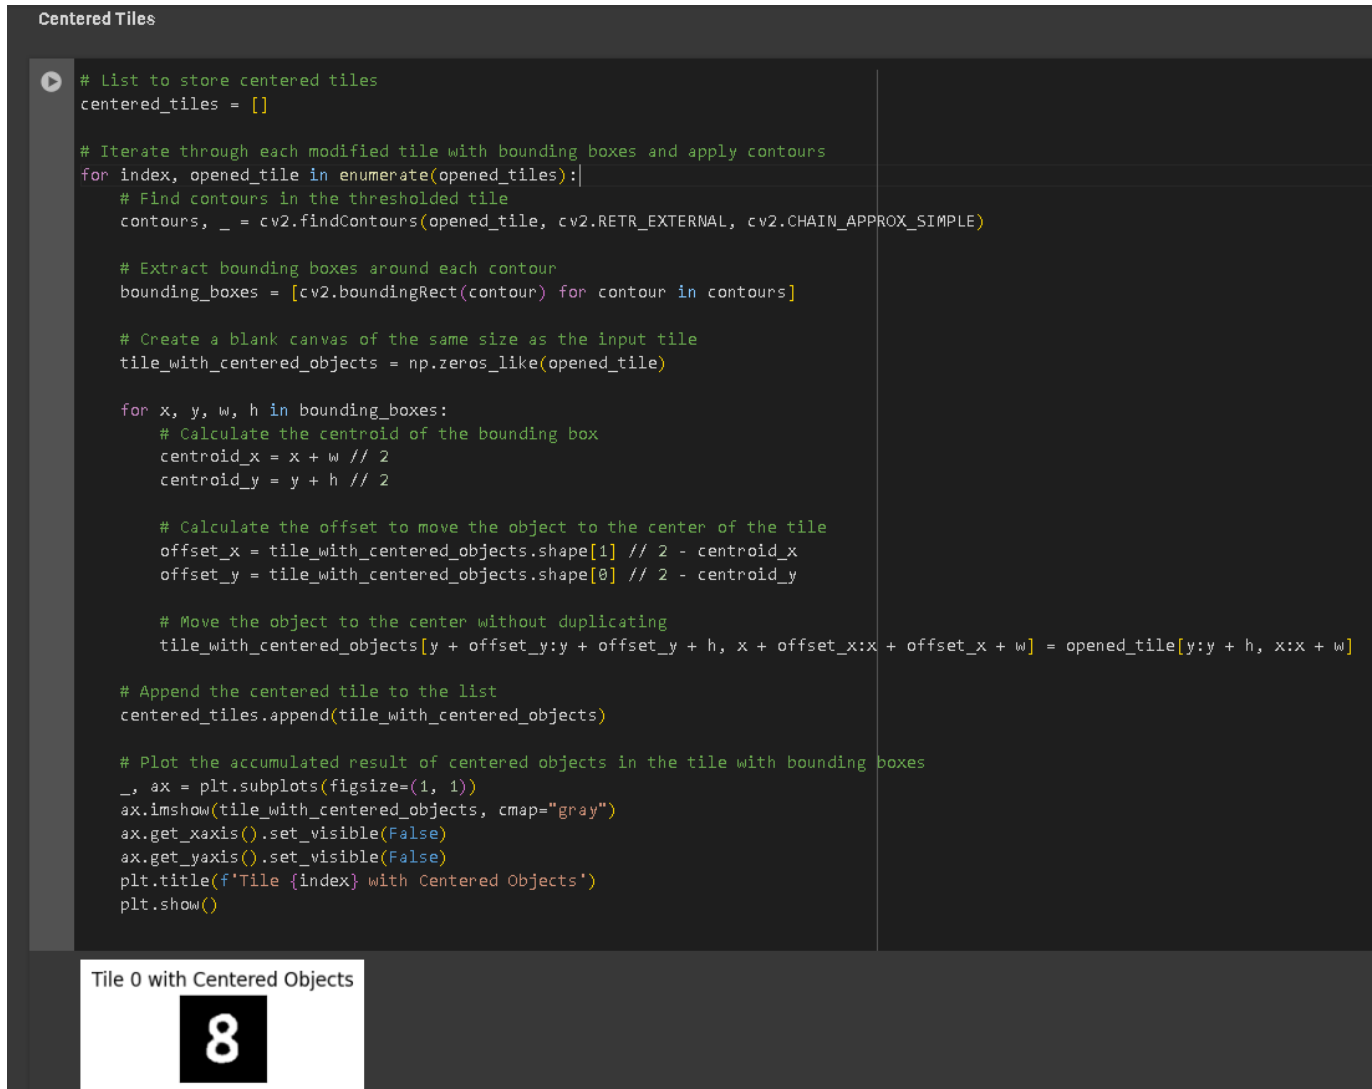 Centered Tiles
# List to store centered tiles
centered_tiles = []
# Iterate through each modified tile with bounding boxes and apply contours
for index, opened_tile in enumerate(opened_tiles):
    # Find contours in the thresholded tile
    contours, _ = cv2.findContours(opened_tile, cv2.RETR_EXTERNAL, cv2.CHAIN_APPROX_SIMPLE)
    # Extract bounding boxes around each contour
    bounding_boxes = [cv2.boundingRect(contour) for contour in contours]
    # Create a blank canvas of the same size as the input tile
    tile_with_centered_objects = np.zeros_like(opened_tile)
    for x, y, w, h in bounding_boxes:
        # Calculate the centroid of the bounding box
        centroid_x = x + w // 2
        centroid_y = y + h // 2
        # Calculate the offset to move the object to the center of the tile
        offset_x = tile_with_centered_objects.shape[1] // 2 - centroid_x
        offset_y = tile_with_centered_objects.shape[0] // 2 - centroid_y
        # Move the object to the center without duplicating
        tile_with_centered_objects[y + offset_y:y + offset_y + h, x + offset_x:x + offset_x + w] = opened_tile[y:y + h, x:x + w]
    # Append the centered tile to the list
    centered_tiles.append(tile_with_centered_objects)
    # Plot the accumulated result of centered objects in the tile with bounding boxes
    _, ax = plt.subplots(figsize=(1, 1))
    ax.imshow(tile_with_centered_objects, cmap="gray")
    ax.get_xaxis().set_visible(False)
    ax.get_yaxis().set_visible(False)
    plt.title(f'Tile {index} with Centered Objects')
    plt.show()
Tile 0 with Centered Objects
8